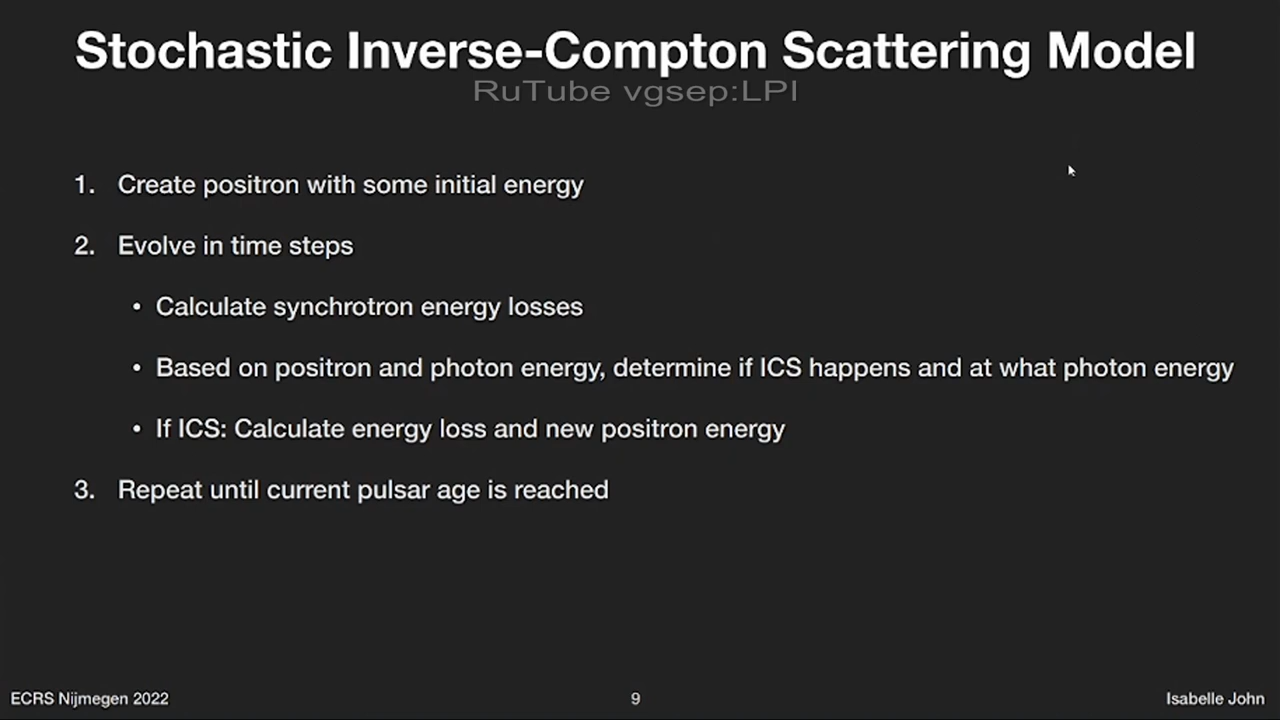 Stochastic Inverse-Compton Scattering Model
RuTube vgsep:LPI
1. Create positron with some initial energy
2. Evolve in time steps
• Calculate synchrotron energy losses
• Based on positron and photon energy, determine if ICS happens and at what photon energy
• If ICS: Calculate energy loss and new positron energy
3. Repeat until current pulsar age is reached
ECRS Nijmegen 2022
9
Isabelle John